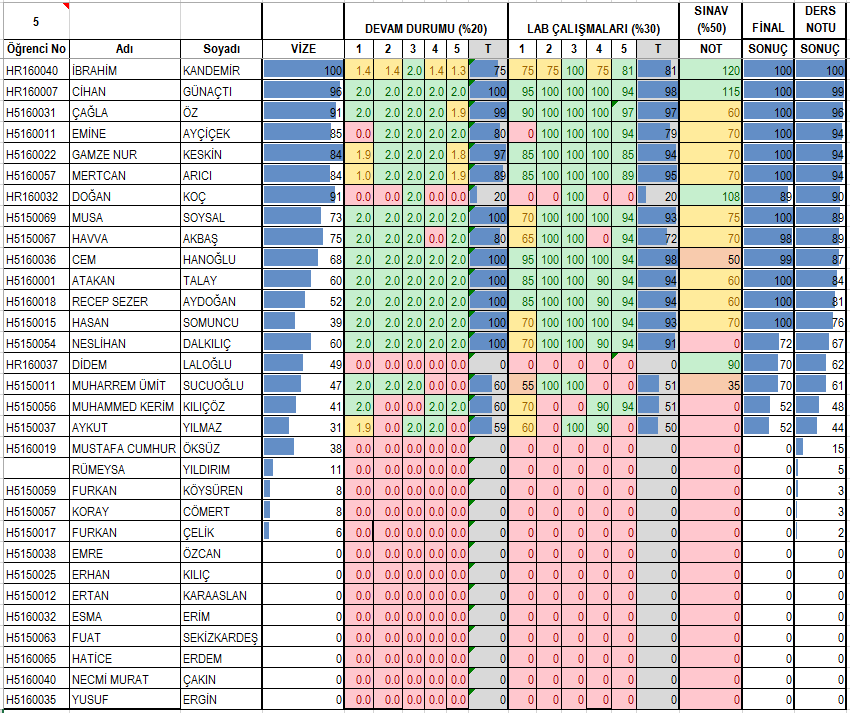 5 DEVAM DURUMU (%20) LAB ÇALIŞMALARI (%30) SINAV (%50) FİNAL DERS NOTU
Öğrenci No Adı Soyadı VİZE 1 2 3 4 5 T 1 2 3 4 5 T NOT SONUÇ SONUÇ
HR160040 İBRAHİM KANDEMİR 100 1.4 1.4 2.0 1.4 1.3 75 75 75 100 75 81 81 120 100 100
HR160007 CİHAN GÜNAÇTI 96 2.0 2.0 2.0 2.0 2.0 100 95 100 100 100 94 98 115 100 99
H5160031 ÇAĞLA ÖZ 91 2.0 2.0 2.0 2.0 1.9 99 90 100 100 100 97 97 60 100 96
H5160011 EMİNE AYÇİÇEK 85 0.0 2.0 2.0 2.0 2.0 80 0 100 100 100 94 79 70 100 94
H5160022 GAMZE NUR KESKİN 84 1.9 2.0 2.0 2.0 1.8 97 85 100 100 100 85 94 70 100 94
H5160057 MERTCAN ARICI 84 1.0 2.0 2.0 2.0 1.9 89 85 100 100 100 89 95 70 100 94
HR160032 DOĞAN KOÇ 91 0.0 0.0 2.0 0.0 0.0 20 0 0 100 0 0 20 108 89 90
H5150069 MUSA SOYSAL 73 2.0 2.0 2.0 2.0 2.0 100 70 100 100 100 94 93 75 100 89
H5150067 HAVVA AKBAŞ 75 2.0 2.0 2.0 0.0 2.0 80 65 100 100 0 94 72 70 98 89
H5160036 CEM HANOĞLU 68 2.0 2.0 2.0 2.0 2.0 100 95 100 100 100 94 98 50 99 87
H5160001 ATAKAN TALAY 60 2.0 2.0 2.0 2.0 2.0 100 85 100 100 90 94 94 60 100 84
H5160018 RECEP SEZER AYDOĞAN 52 2.0 2.0 2.0 2.0 2.0 100 85 100 100 90 94 94 60 100 81
H5150015 HASAN SOMUNCU 39 2.0 2.0 2.0 2.0 2.0 100 70 100 100 100 94 93 70 100 76
H5150054 NESLİHAN DALKILIÇ 60 2.0 2.0 2.0 2.0 2.0 100 70 100 100 90 94 91 0 72 67
HR160037 DİDEM LALOĞLU 49 0.0 0.0 0.0 0.0 0.0 0 0 0 0 0 0 0 90 70 62
H5150011 MUHARREM ÜMİT SUCUOĞLU 47 2.0 2.0 2.0 0.0 0.0 60 55 100 100 0 0 51 35 70 61
H5150056 MUHAMMED KERİM KILIÇÖZ 41 2.0 0.0 0.0 2.0 2.0 60 70 0 0 90 94 51 0 52 48
H5150037 AYKUT YILMAZ 31 1.9 0.0 2.0 2.0 0.0 59 60 0 100 90 0 50 0 52 44
H5160019 MUSTAFA CUMHUR ÖKSÜZ 38 0.0 0.0 0.0 0.0 0.0 0 0 0 0 0 0 0 0 0 15
RÜMEYSA YILDIRIM 11 0.0 0.0 0.0 0.0 0.0 0 0 0 0 0 0 0 0 0 5
H5150059 FURKAN KÖYSÜREN 8 0.0 0.0 0.0 0.0 0.0 0 0 0 0 0 0 0 0 0 3
H5150057 KORAY CÖMERT 8 0.0 0.0 0.0 0.0 0.0 0 0 0 0 0 0 0 0 0 3
H5150017 FURKAN ÇELİK 6 0.0 0.0 0.0 0.0 0.0 0 0 0 0 0 0 0 0 0 2
H5150038 EMRE ÖZCAN 0 0.0 0.0 0.0 0.0 0.0 0 0 0 0 0 0 0 0 0 0
H5150025 ERHAN KILIÇ 0 0.0 0.0 0.0 0.0 0.0 0 0 0 0 0 0 0 0 0 0
H5150012 ERTAN KARAASLAN 0 0.0 0.0 0.0 0.0 0.0 0 0 0 0 0 0 0 0 0 0
H5160032 ESMA ERİM 0 0.0 0.0 0.0 0.0 0.0 0 0 0 0 0 0 0 0 0 0
H5150063 FUAT SEKİZKARDEŞ 0 0.0 0.0 0.0 0.0 0.0 0 0 0 0 0 0 0 0 0 0
H5160065 HATİCE ERDEM 0 0.0 0.0 0.0 0.0 0.0 0 0 0 0 0 0 0 0 0 0
H5160040 NECMİ MURAT ÇAKIN 0 0.0 0.0 0.0 0.0 0.0 0 0 0 0 0 0 0 0 0 0
H5160035 YUSUF ERGİN 0 0.0 0.0 0.0 0.0 0.0 0 0 0 0 0 0 0 0 0 0